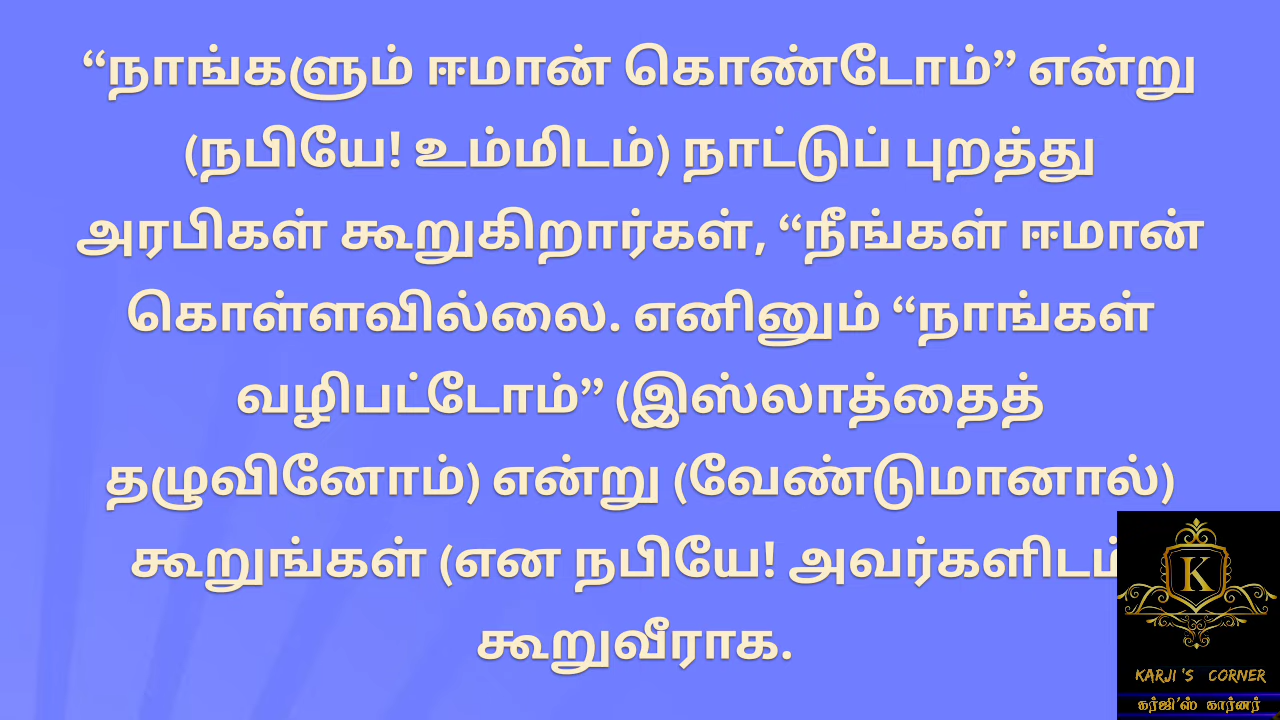 “நாங்களும் ஈமான் கொண்டோம்” என்று
(நபியே! உம்மிடம்) நாட்டுப் புறத்து
அரபிகள் கூறுகிறார்கள், “நீங்கள் ஈமான்
கொள்ளவில்லை. எனினும் “நாங்கள்
வழிபட்டோம்” (இஸ்லாத்தைத்
தழுவினோம்) என்று (வேண்டுமானால்)
கூறுங்கள் (என நபியே! அவர்களிடம்
கூறுவீராக.
K
KARJI'S CORNER
கர்ஜி'ஸ் கார்னர்